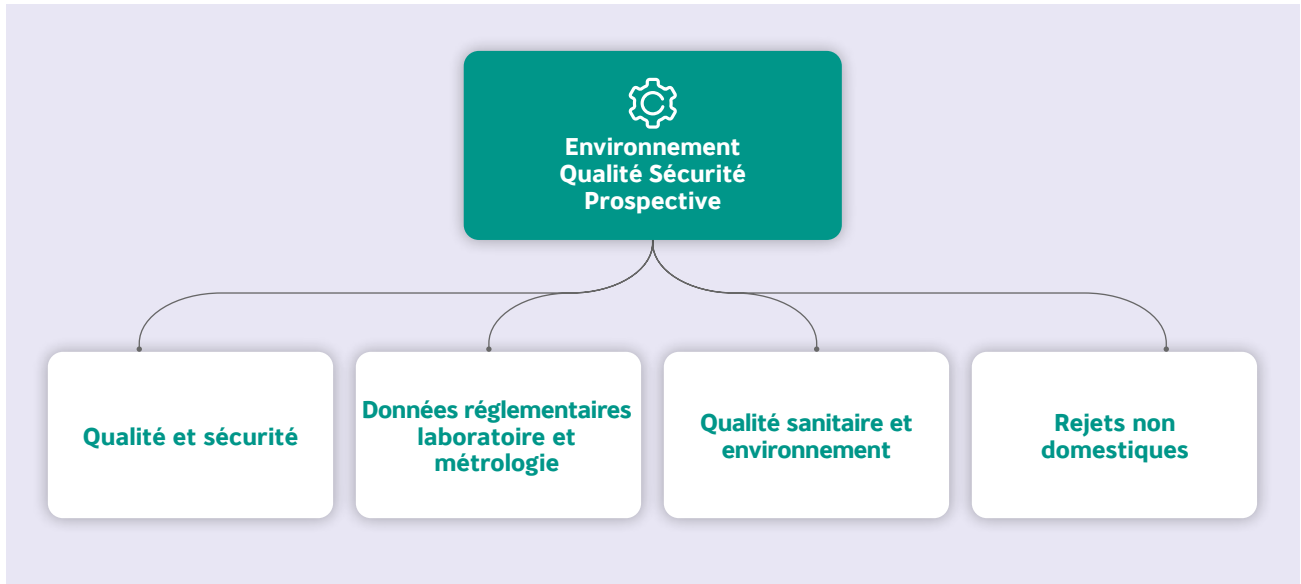 Environnement
Qualité Sécurité
Prospective
Qualité et sécurité
Données réglementaires
laboratoire et
métrologie
Qualité sanitaire et
environnement
Rejets non
domestiques